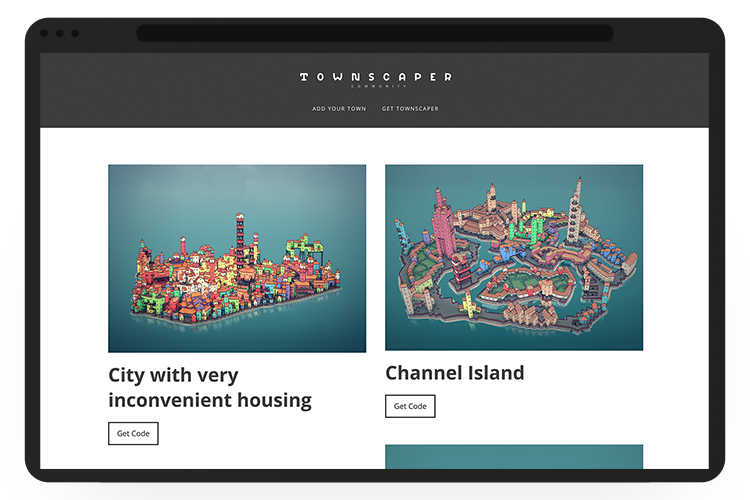 TOWNSCAPER
COMMUNITY
ADD YOUR TOWN GET TOWNSCAPER
City with very
inconvenient housing
Get Code
Channel Island
Get Code